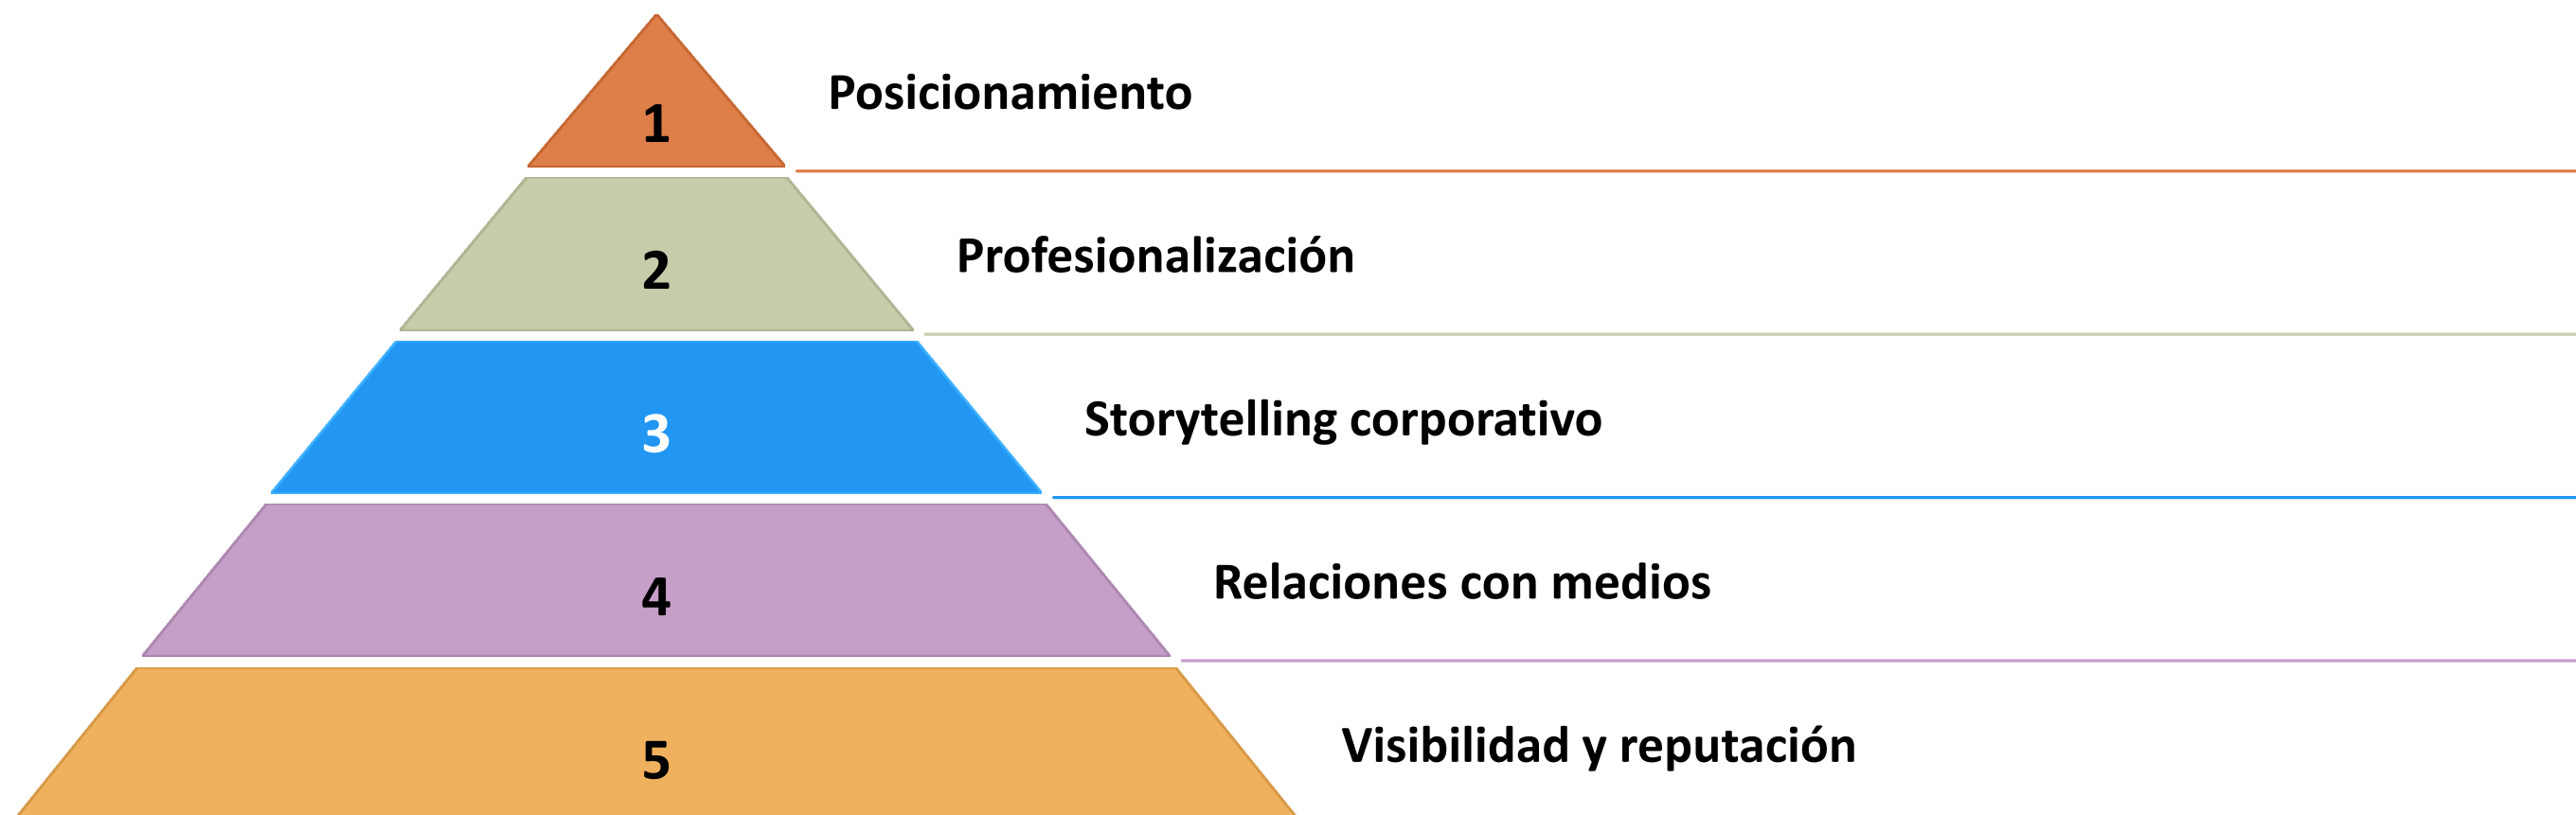 1
Posicionamiento
2
Profesionalización
3
Storytelling corporativo
4
Relaciones con medios
5
Visibilidad y reputación